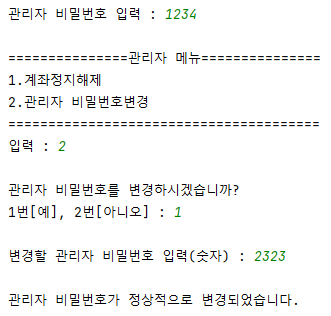 관리자 비밀번호 입력 : 1234
===============관리자 메뉴===============
1.계좌정지해제
2.관리자 비밀번호변경
=======================================
입력 : 2
관리자 비밀번호를 변경하시겠습니까?
1번[예], 2번[아니오] : 1
변경할 관리자 비밀번호 입력(숫자) : 2323
관리자 비밀번호가 정상적으로 변경되었습니다.